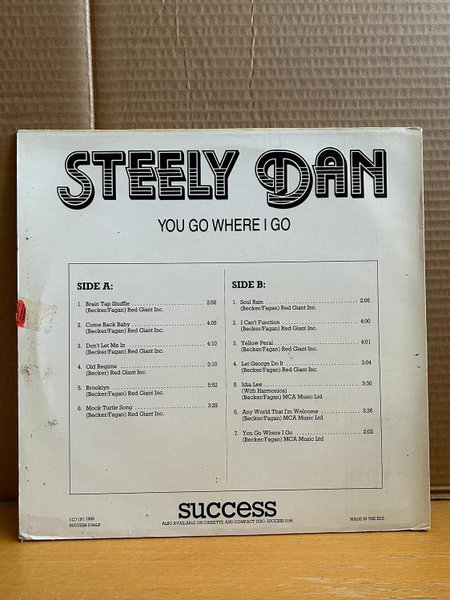 STEELY DAN
YOU GO WHERE I GO
SIDE A:
1. Brain Tap Shuffle 2:58
(Becker/Fagan) Red Giant Inc.
2. Come Back Baby 4:05
(Becker/Fagan) Red Giant Inc.
3. Don't Let Me In 4:10
(Becker/Fagan) Red Giant Inc.
4. Old Regime 3:10
(Becker) Red Giant Inc.
5. Brooklyn 5:52
(Becker/Fagan) Red Giant Inc.
6. Mock Turtle Song 3:29
(Becker/Fagan) Red Giant Inc.
SIDE B:
1. Soul Rain 2:06
(Becker/Fagan) Red Giant Inc.
2. I Can't Function 4:00
(Becker/Fagan) Red Giant Inc.
3. Yellow Peral 4:01
(Becker/Fagan) Red Giant Inc.
4. Let George Do It 3:04
(Becker/Fagan) Red Giant Inc.
5. Idia Lee 3:30
(With Harmonica)
(Becker/Fagan) MCA Music Ltd
6. Any World That I'm Welcome 3:36
(Becker/Fagan) MCA Music Ltd
7. You Go Where I Go 2:02
(Becker/Fagan) MCA Music Ltd
success
ALSO AVAILABLE ON CASSETTE AND COMPACT DISC: SUCCESS 2184
MADE IN THE EEC